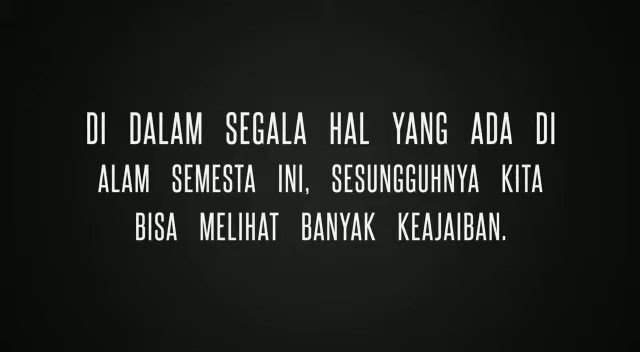 DI DALAM SEGALA HAL YANG ADA DI
ALAM SEMESTA INI, SESUNGGUHNYA KITA
BISA MELIHAT BANYAK KEAJAIBAN.